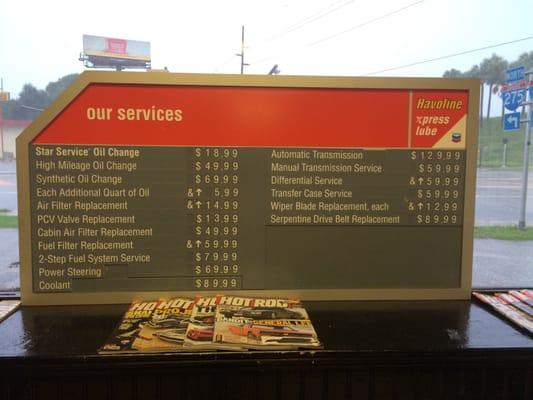 our services
Havoline
xpress
lube
Star Service Oil Change $18.99
High Mileage Oil Change $49.99
Synthetic Oil Change $69.99
Each Additional Quart of Oil &↑ 5.99
Air Filter Replacement &↑ 14.99
PCV Valve Replacement $13.99
Cabin Air Filter Replacement $49.99
Fuel Filter Replacement &↑ 59.99
2-Step Fuel System Service $79.99
Power Steering $69.99
Coolant $89.99
Automatic Transmission $129.99
Manual Transmission Service $59.99
Differential Service &↑ 59.99
Transfer Case Service $59.99
Wiper Blade Replacement, each &↑ 12.99
Serpentine Drive Belt Replacement $89.99
NORTH
275
HOT ROD